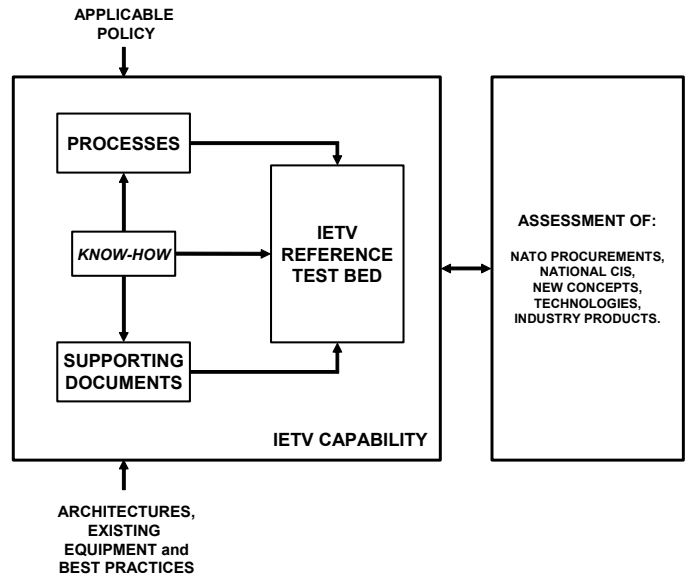 APPLICABLE
POLICY
PROCESSES
KNOW-HOW
SUPPORTING
DOCUMENTS
IETV
REFERENCE
TEST BED
IETV CAPABILITY
ASSESSMENT OF:
NATO PROCUREMENTS,
NATIONAL CIS,
NEW CONCEPTS,
TECHNOLOGIES,
INDUSTRY PRODUCTS.
ARCHITECTURES,
EXISTING
EQUIPMENT and
BEST PRACTICES